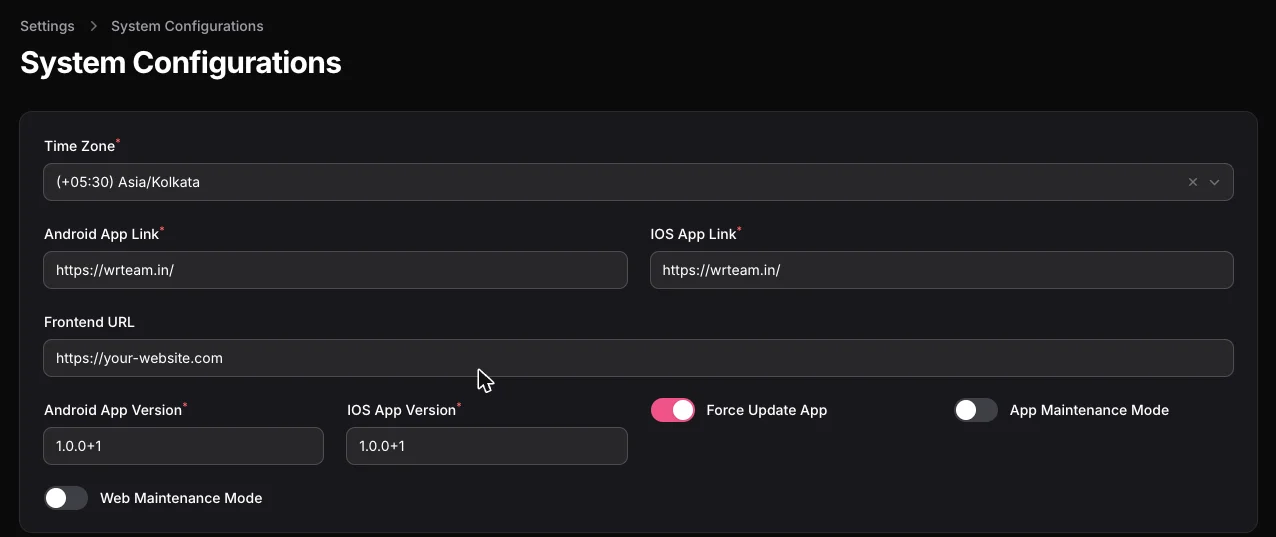 Settings > System Configurations
System Configurations
Time Zone*
(+05:30) Asia/Kolkata
Android App Link* IOS App Link*
https://wrteam.in/ https://wrteam.in/
Frontend URL
https://your-website.com
Android App Version* IOS App Version* Force Update App App Maintenance Mode
1.0.0+1 1.0.0+1
Web Maintenance Mode